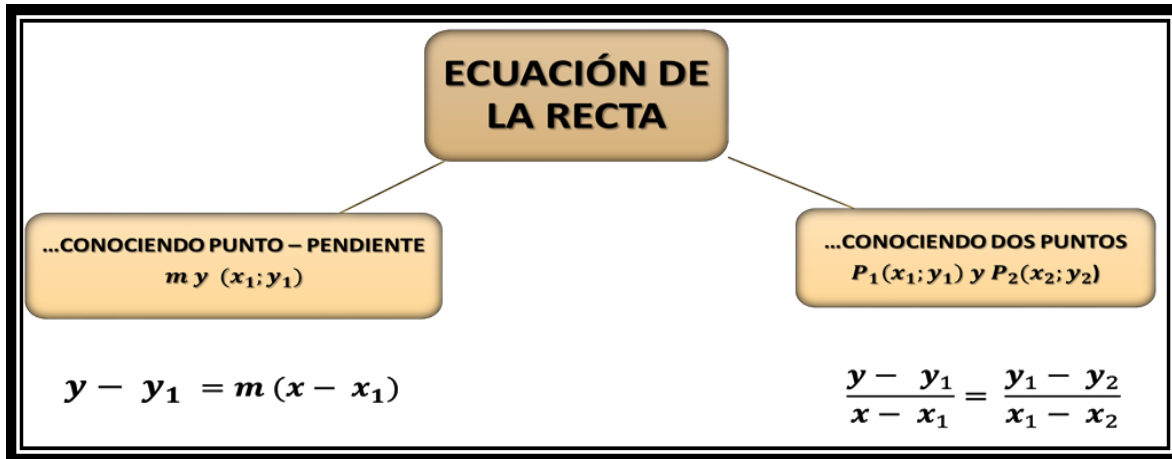 ECUACIÓN DE
LA RECTA
...CONOCIENDO PUNTO – PENDIENTE
m y (x₁; y₁)
...CONOCIENDO DOS PUNTOS
P₁(x₁; y₁) y P₂(x₂; y₂)
y − y₁ = m (x − x₁)
(y − y₁)/(x − x₁) = (y₁ − y₂)/(x₁ − x₂)